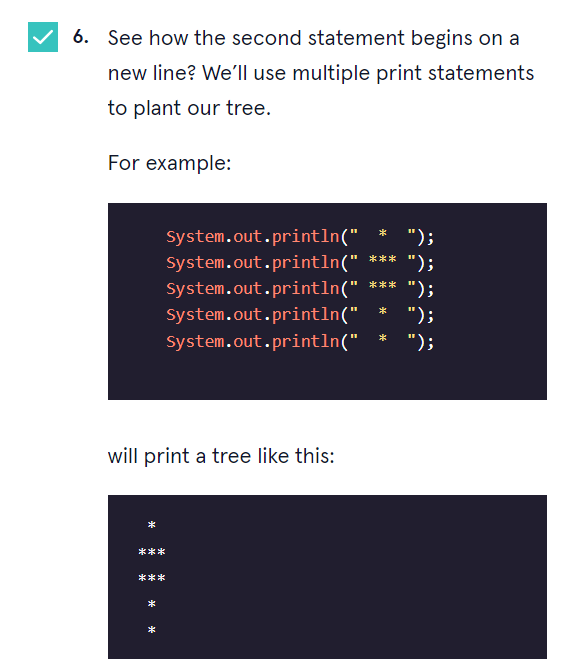 6. See how the second statement begins on a
new line? We’ll use multiple print statements
to plant our tree.
For example:
System.out.println("  *  ");
System.out.println(" *** ");
System.out.println(" *** ");
System.out.println("  *  ");
System.out.println("  *  ");
will print a tree like this:
  *
 ***
 ***
  *
  *